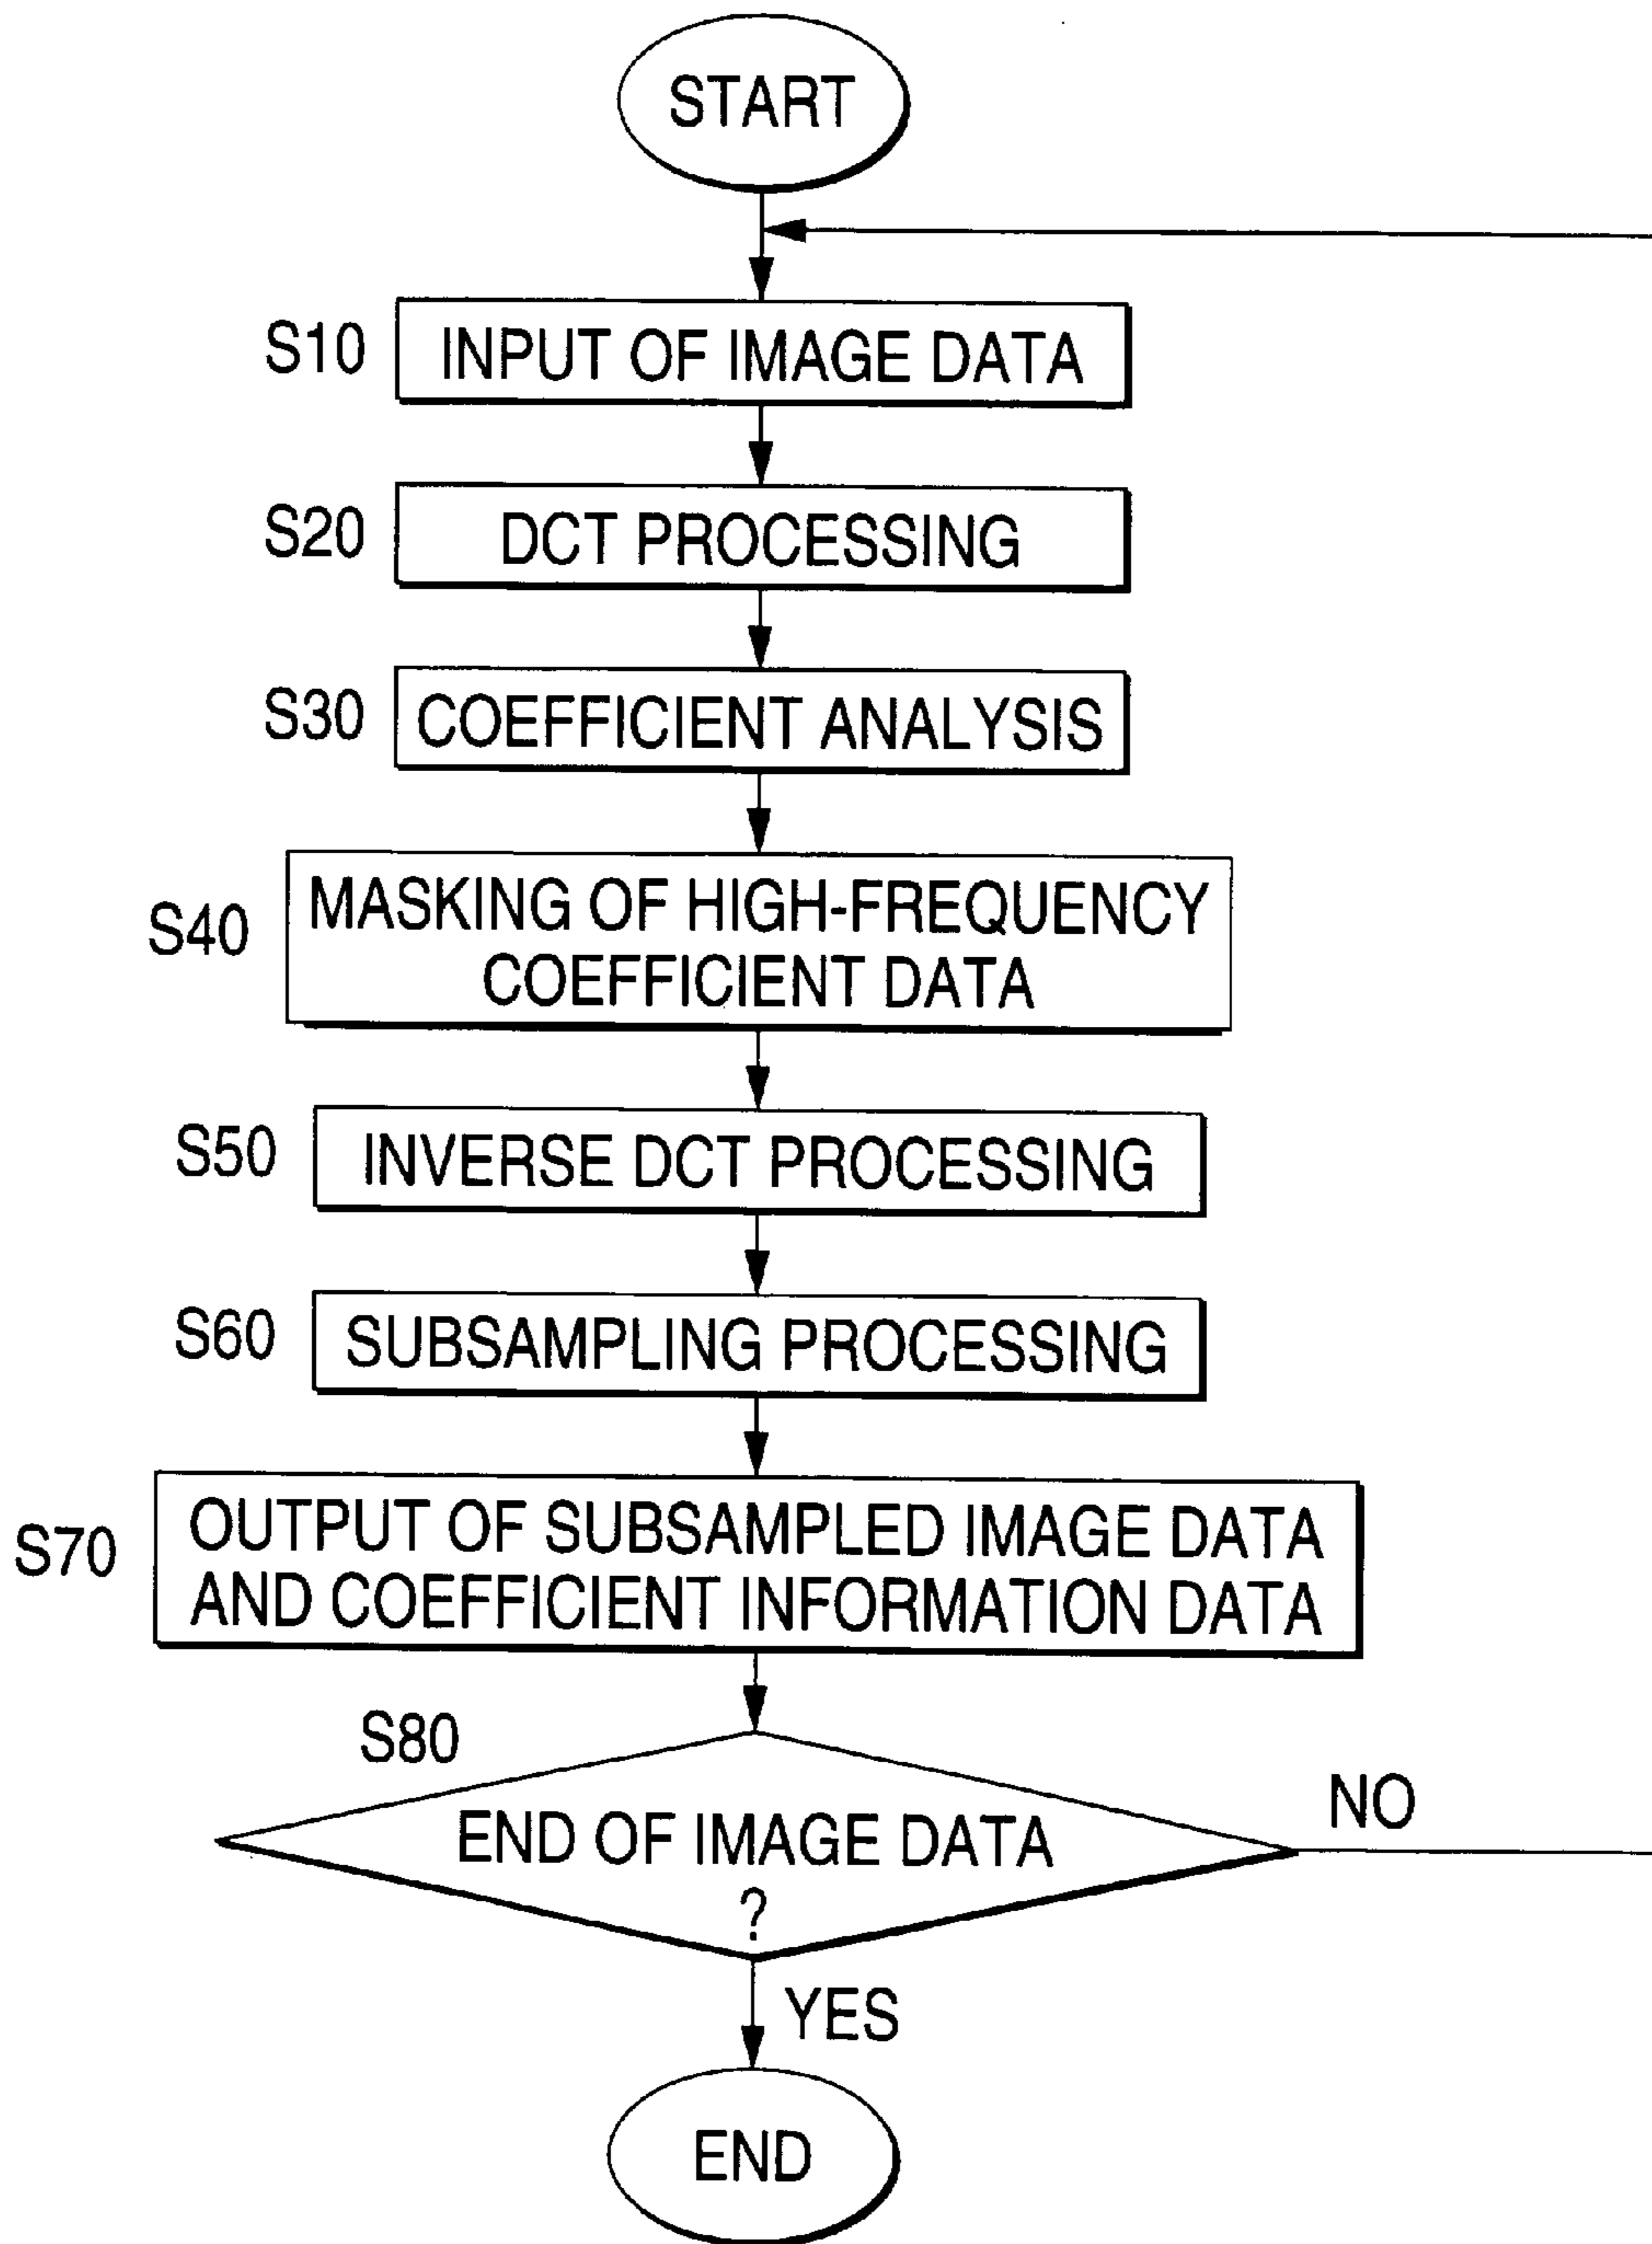 START
S10
INPUT OF IMAGE DATA
S20
DCT PROCESSING
S30
COEFFICIENT ANALYSIS
S40
MASKING OF HIGH-FREQUENCY
COEFFICIENT DATA
S50
INVERSE DCT PROCESSING
S60
SUBSAMPLING PROCESSING
S70
OUTPUT OF SUBSAMPLED IMAGE DATA
AND COEFFICIENT INFORMATION DATA
S80
END OF IMAGE DATA
?
NO
YES
END